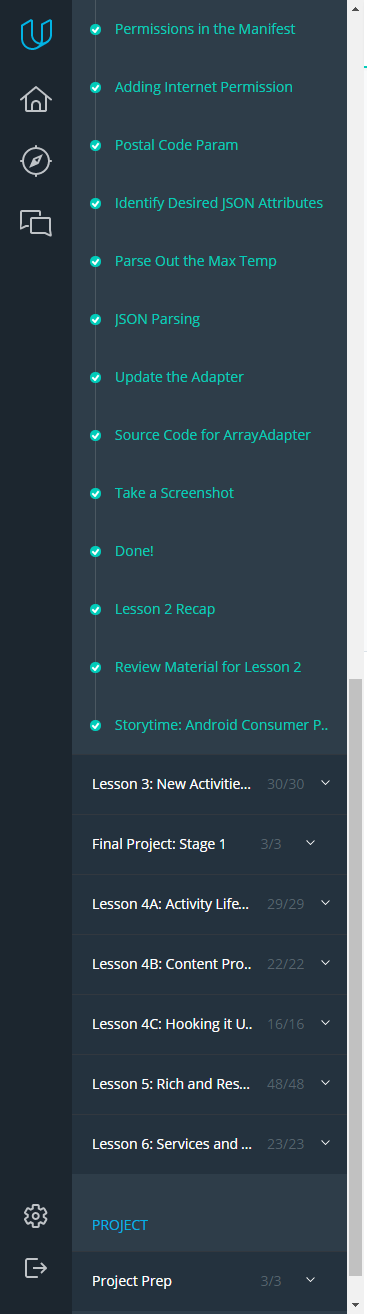 Permissions in the Manifest
Adding Internet Permission
Postal Code Param
Identify Desired JSON Attributes
Parse Out the Max Temp
JSON Parsing
Update the Adapter
Source Code for ArrayAdapter
Take a Screenshot
Done!
Lesson 2 Recap
Review Material for Lesson 2
Storytime: Android Consumer P..
Lesson 3: New Activitie... 30/30
Final Project: Stage 1 3/3
Lesson 4A: Activity Life... 29/29
Lesson 4B: Content Pro.. 22/22
Lesson 4C: Hooking it U.. 16/16
Lesson 5: Rich and Res... 48/48
Lesson 6: Services and ... 23/23
PROJECT
Project Prep 3/3